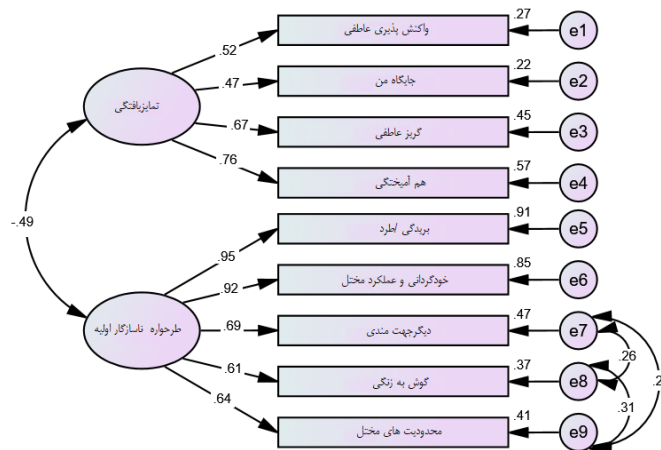 .27
واکنش پذیری عاطفی
e1
.52
.22
جایگاه من
e2
.47
تمایزیافتگی
.45
گریز عاطفی
e3
.67
.57
هم آمیختگی
e4
.76
-.49
.91
بریدگی /طرد
e5
.95
.85
خودگردانی و عملکرد مختل
e6
.92
طرحواره ناسازگار اولیه
.47
دیگرجهت مندی
e7
.69
.26
.37
گوش به زنگی
e8
.61
.31
.41
محدودیت های مختل
e9
.64